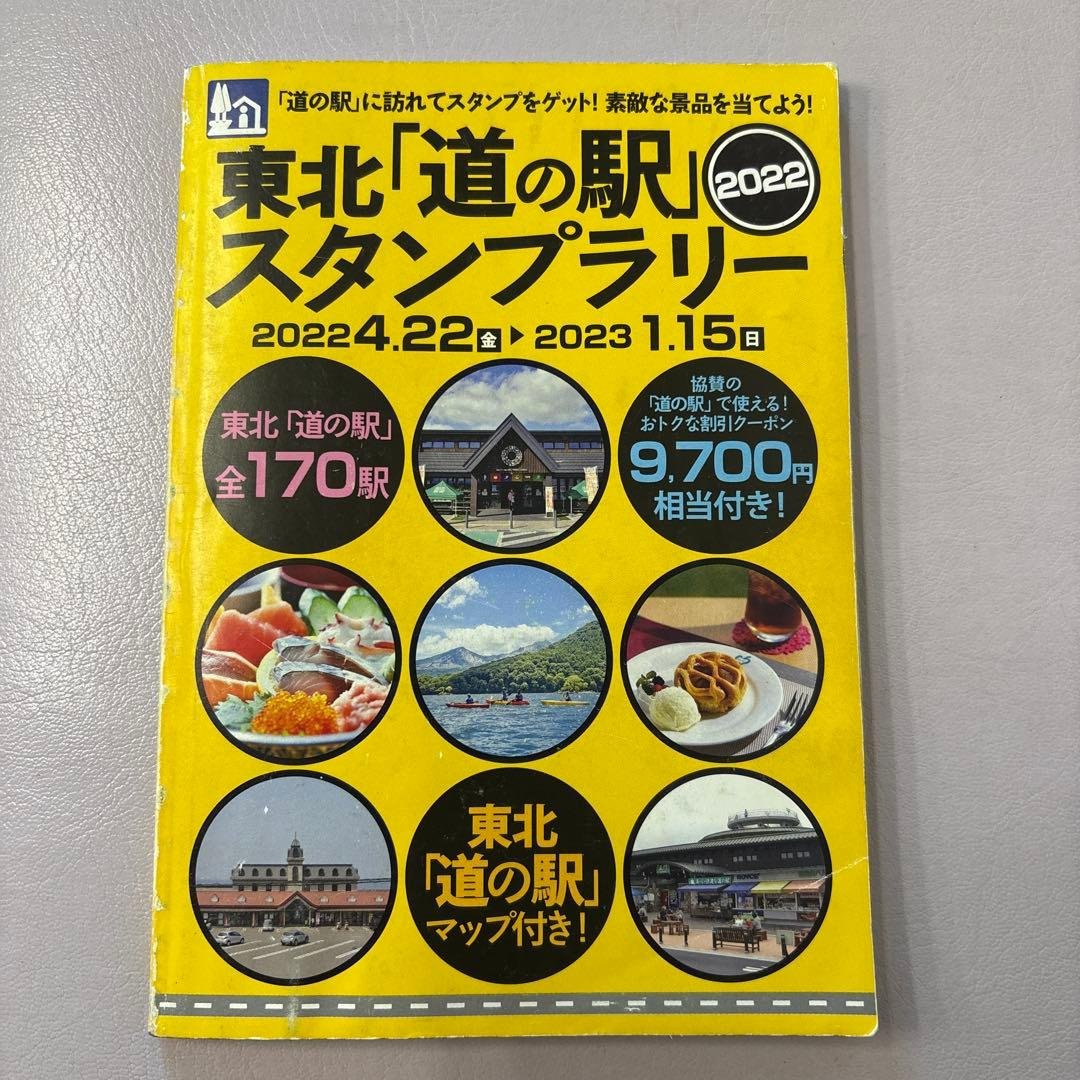 「道の駅」に訪れてスタンプをゲット! 素敵な景品を当てよう!
東北「道の駅」
2022
スタンプラリー
2022 4.22 金 ▶ 2023 1.15 日
東北「道の駅」
全170駅
協賛の
「道の駅」で使える!
おトクな割引クーポン
9,700円
相当付き!
東北
「道の駅」
マップ付き!